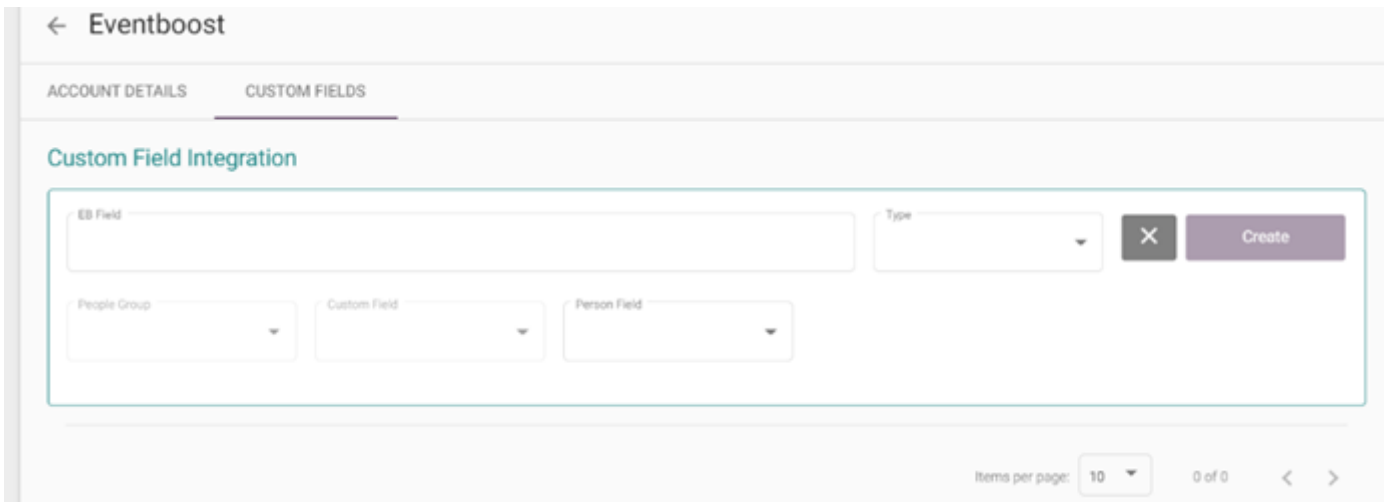 Eventboost
ACCOUNT DETAILS CUSTOM FIELDS
Custom Field Integration
EB Field Type
Create
People Group Custom Field Person Field
Items per page: 10 0 of 0